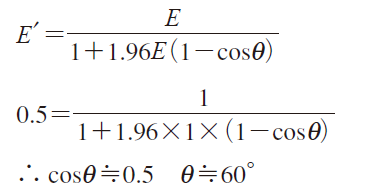 E′ = E / 1+1.96E(1−cosθ)
0.5 = 1 / 1+1.96×1×(1−cosθ)
∴ cosθ≒0.5 θ≒60°